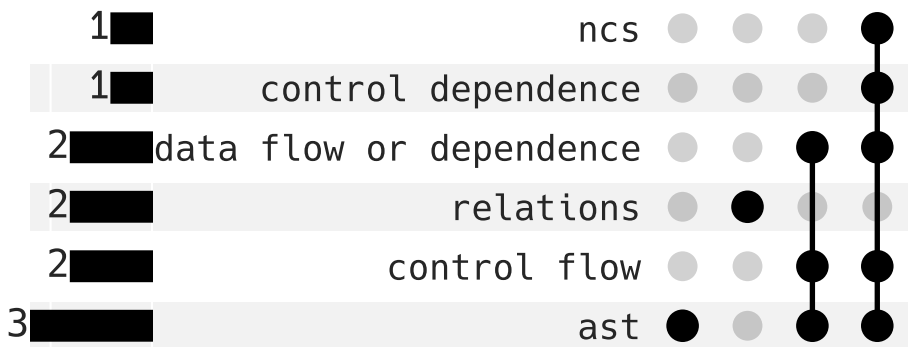 1 ncs
1 control dependence
2 data flow or dependence
2 relations
2 control flow
3 ast